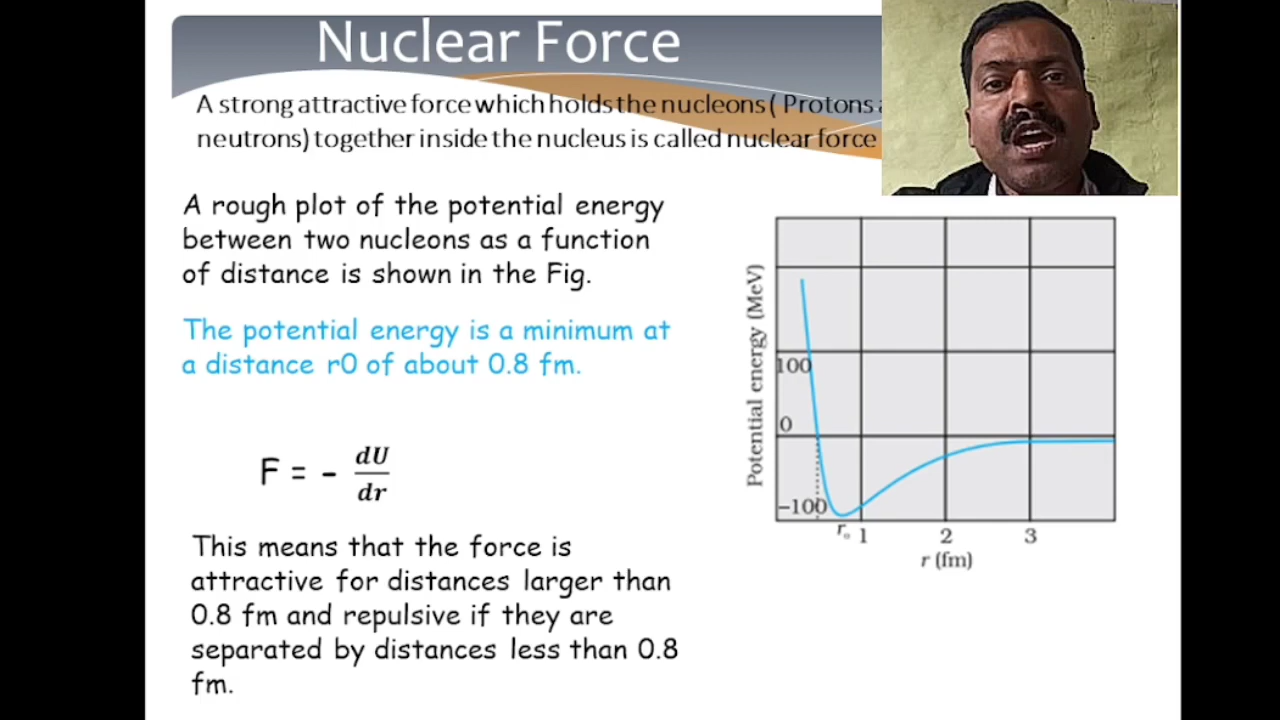 Nuclear Force
A strong attractive force which holds the nucleons ( Protons
neutrons) together inside the nucleus is called nuclear force
A rough plot of the potential energy
between two nucleons as a function
of distance is shown in the Fig.
The potential energy is a minimum at
a distance r0 of about 0.8 fm.
F = - dU
dr
This means that the force is
attractive for distances larger than
0.8 fm and repulsive if they are
separated by distances less than 0.8
fm.
Potential energy (MeV)
100
0
-100
r₀ 1 2 3
r (fm)